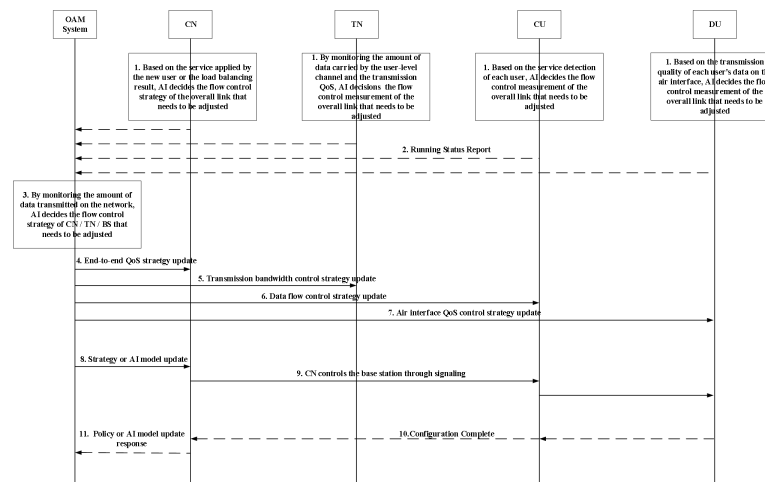 OAM
System
CN
TN
CU
DU
1. Based on the service applied by
the new user or the load balancing
result, AI decides the flow control
strategy of the overall link that
needs to be adjusted
1. By monitoring the amount of
data carried by the user-level
channel and the transmission
QoS, AI decisions the flow
control measurement of the
overall link that needs to be
adjusted
1. Based on the service detection
of each user, AI decides the flow
control measurement of the
overall link that needs to be
adjusted
1. Based on the transmission
quality of each user's data on th
air interface, AI decides the flo
control measurement of the
overall link that needs to be
adjusted
2. Running Status Report
3. By monitoring the amount of
data transmitted on the network,
AI decides the flow control
strategy of CN / TN / BS that
needs to be adjusted
4. End-to-end QoS straetgy update
5. Transmission bandwidth control strategy update
6. Data flow control strategy update
7. Air interface QoS control strategy update
8. Strategy or AI model update
9. CN controls the base station through signaling
10.Configuration Complete
11. Policy or AI model update
response